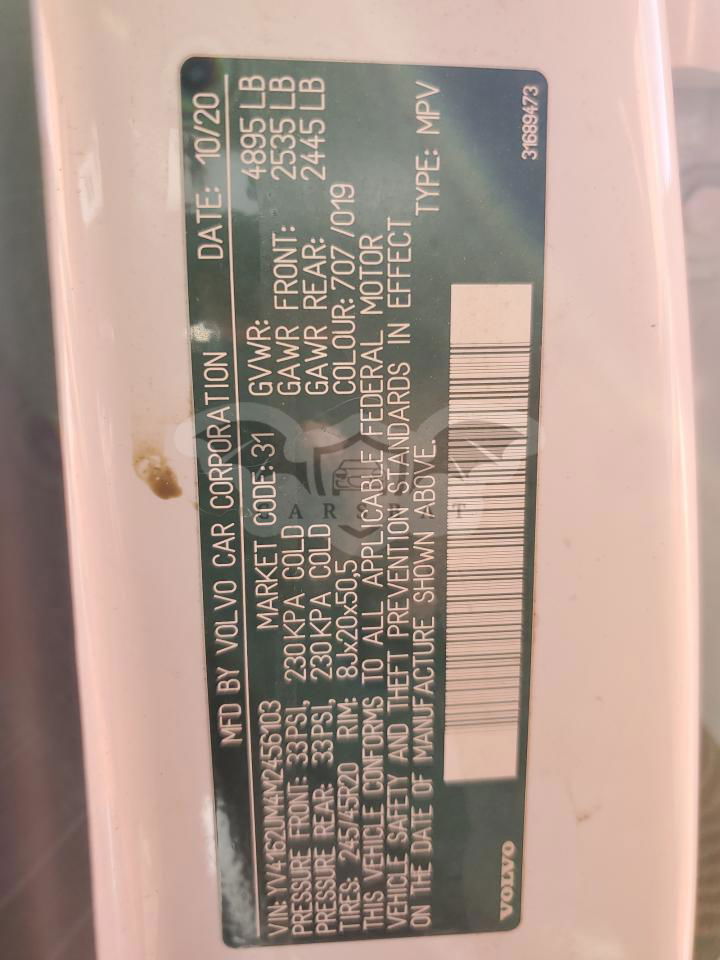 MFD BY VOLVO CAR CORPORATION DATE: 10/20
VIN: YV4162UM4M2456103 MARKET CODE: 31 GVWR: 4895 LB
PRESSURE FRONT: 33PSI, 230KPA COLD GAWR FRONT: 2535 LB
PRESSURE REAR: 33PSI, 230KPA COLD GAWR REAR: 2445 LB
TIRES: 245/45R20 RIM: 8Jx20x50,5 COLOUR: 707 /019
THIS VEHICLE CONFORMS TO ALL APPLICABLE FEDERAL MOTOR
VEHICLE SAFETY AND THEFT PREVENTION STANDARDS IN EFFECT
ON THE DATE OF MANUFACTURE SHOWN ABOVE. TYPE: MPV
VOLVO 31689473